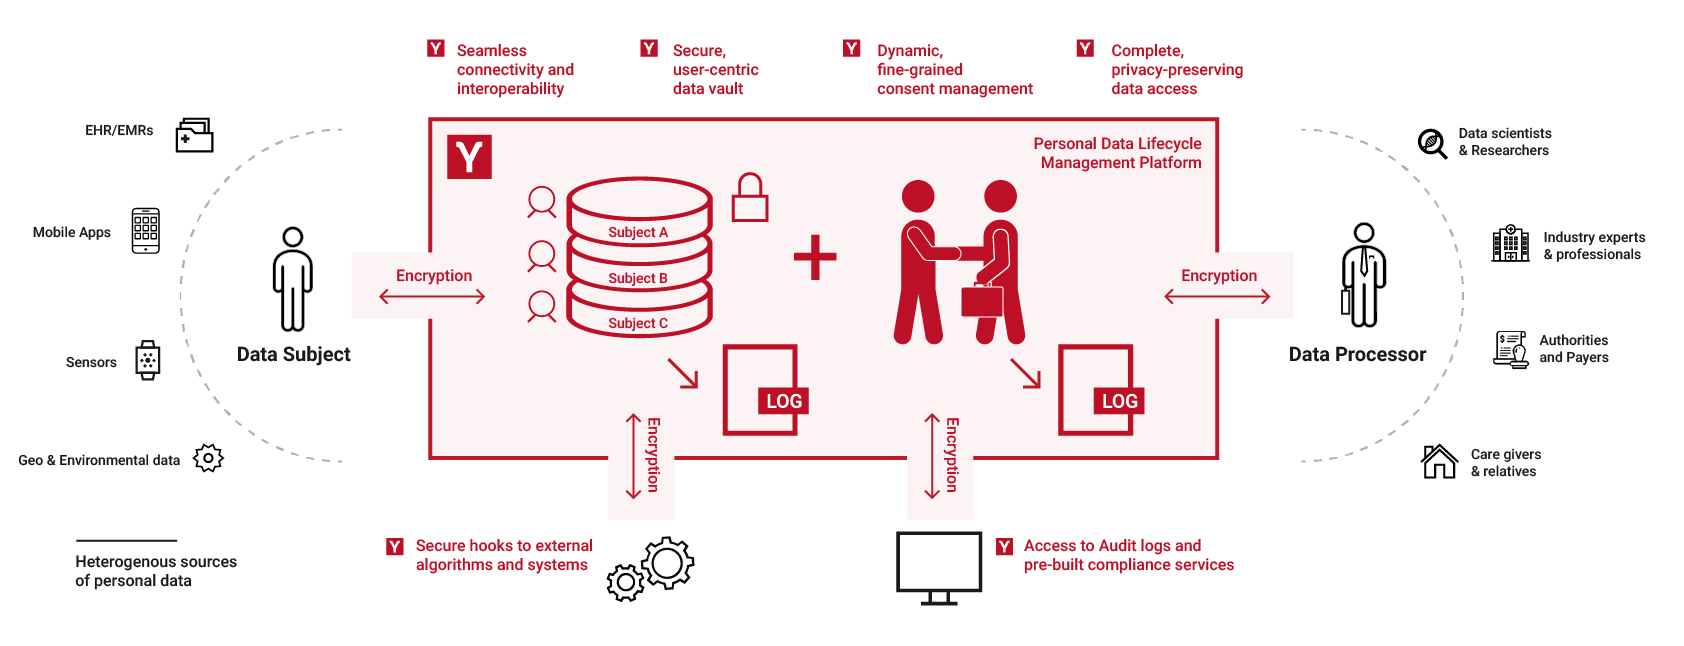 Y Seamless
connectivity and
interoperability
Y Secure,
user-centric
data vault
Y Dynamic,
fine-grained
consent management
Y Complete,
privacy-preserving
data access
EHR/EMRs
Mobile Apps
Sensors
Geo & Environmental data
Heterogenous sources
of personal data
Data Subject
Encryption
Y
Personal Data Lifecycle
Management Platform
Subject A
Subject B
Subject C
LOG
LOG
Encryption
Encryption
Encryption
Data Processor
Data scientists
& Researchers
Industry experts
& professionals
$
Authorities
and Payers
Care givers
& relatives
Y Secure hooks to external
algorithms and systems
Y Access to Audit logs and
pre-built compliance services